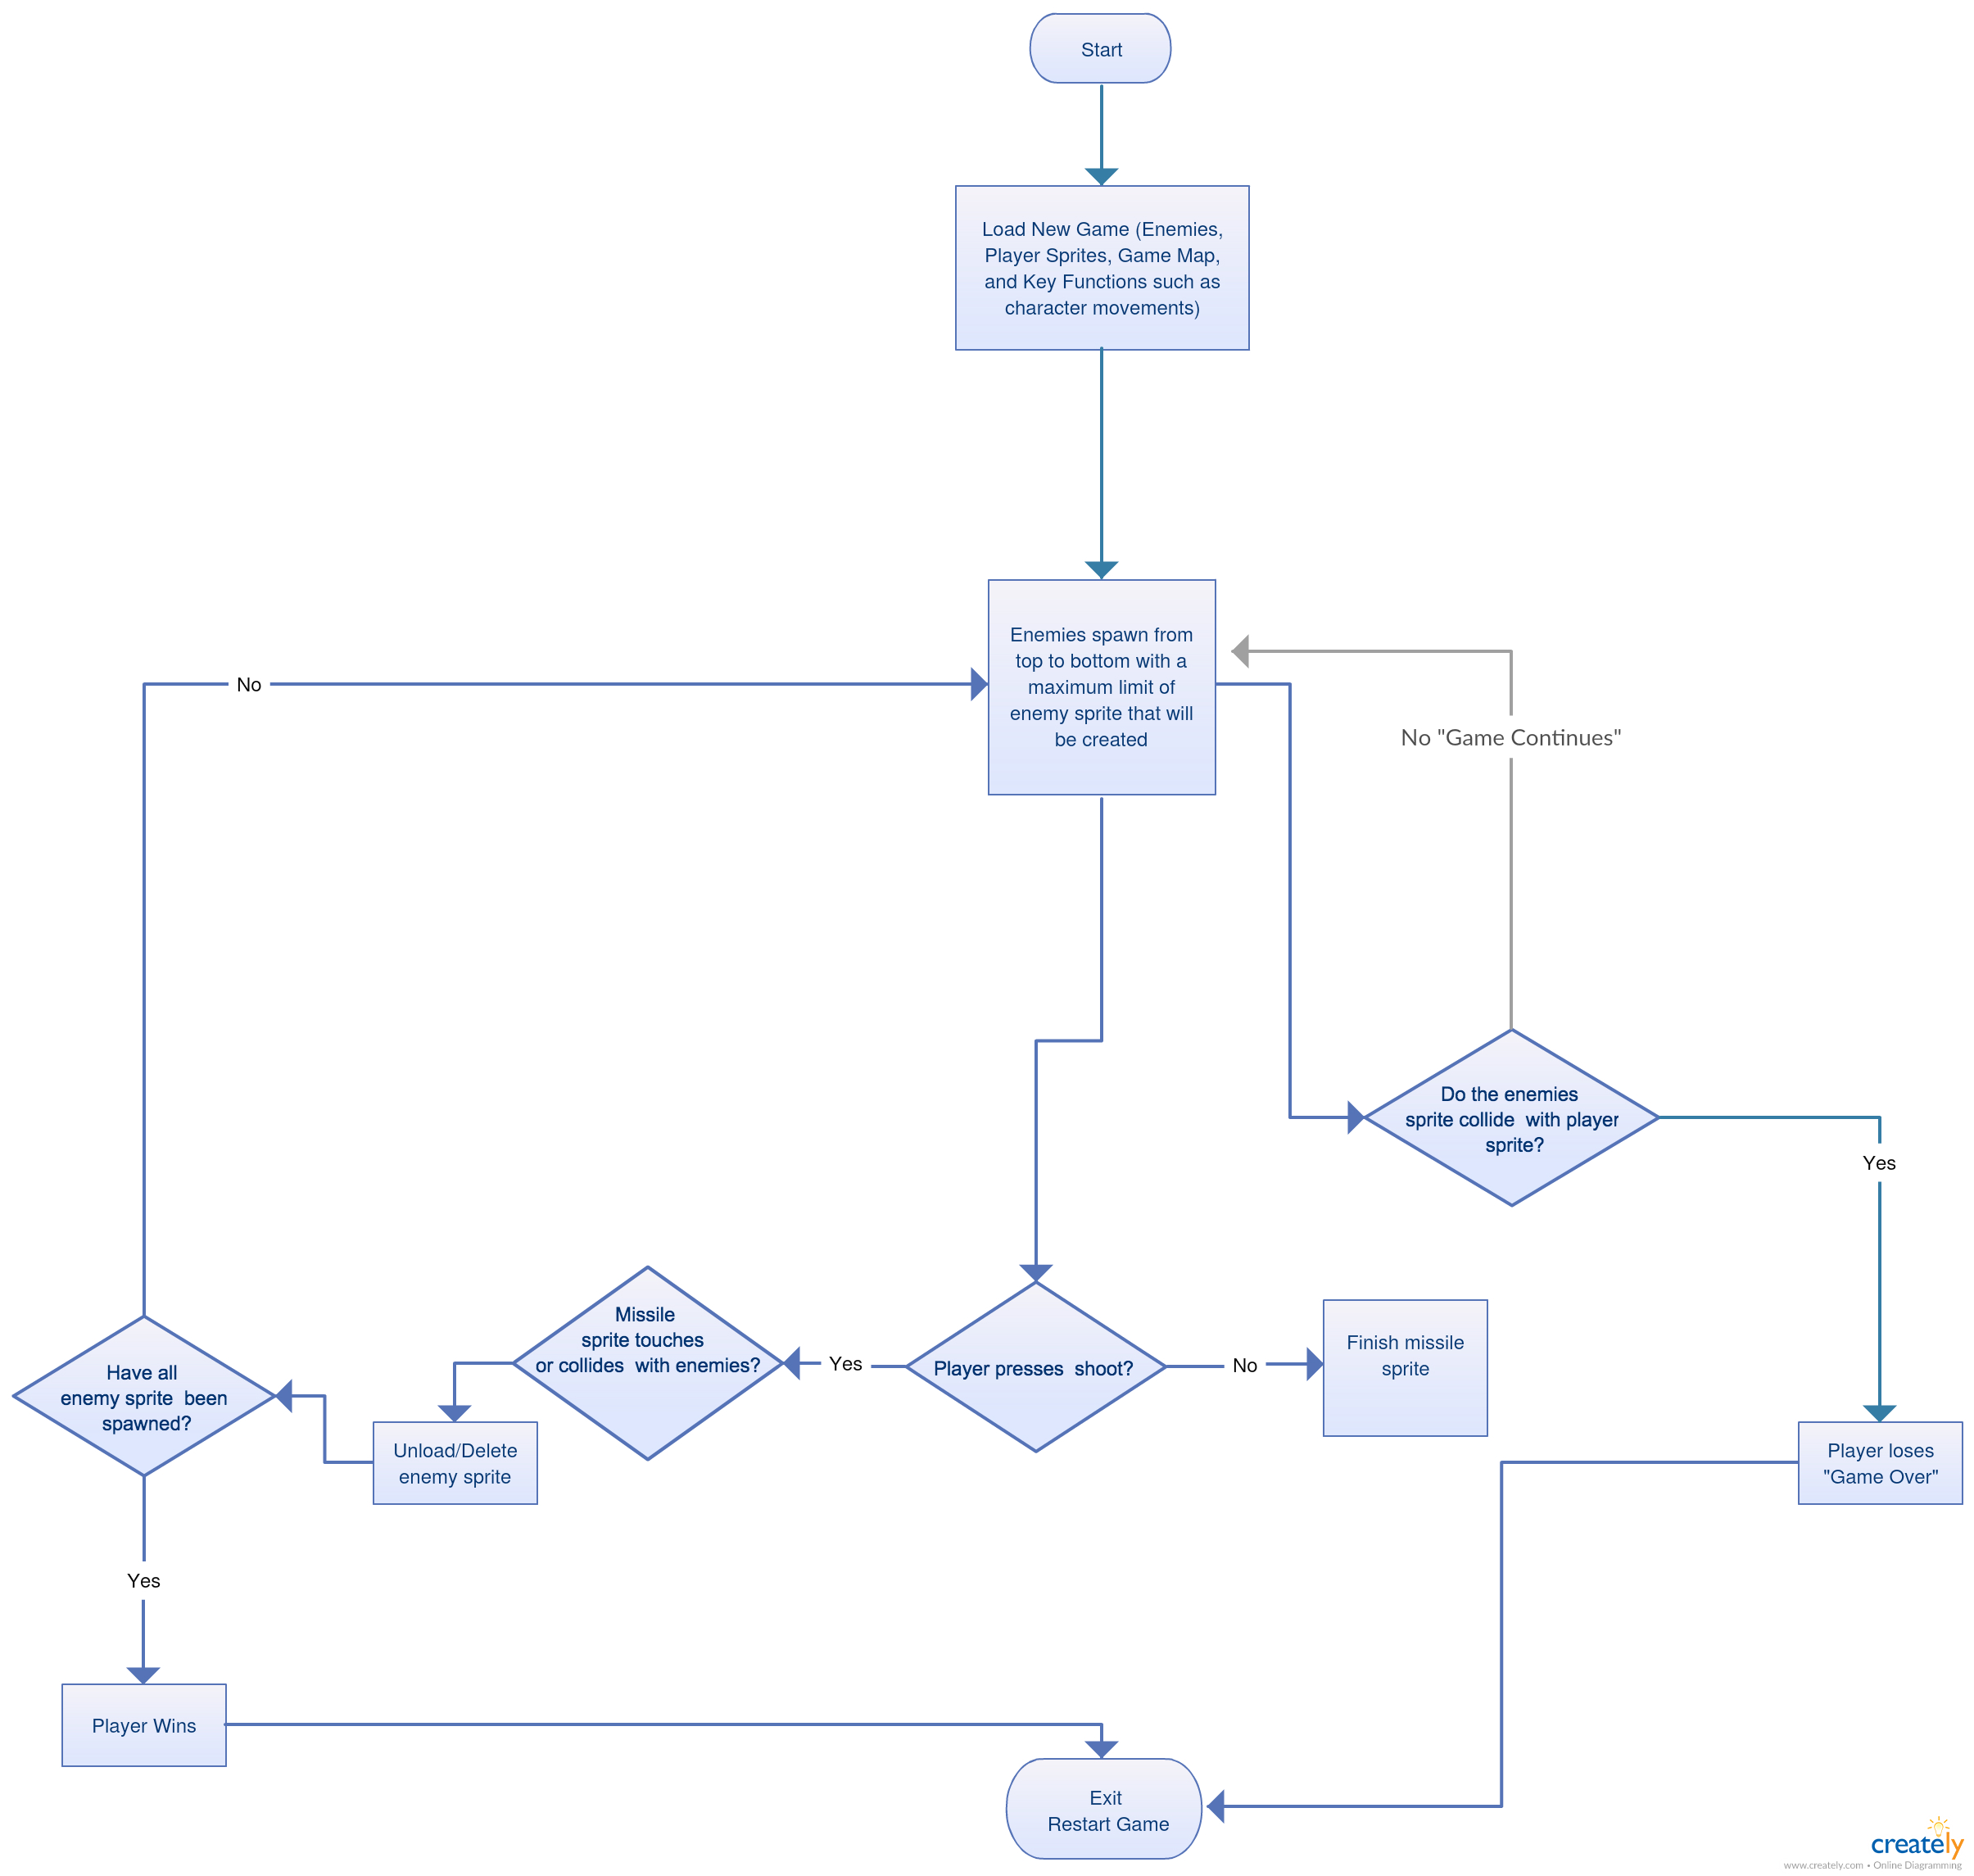 Start
Load New Game (Enemies,
Player Sprites, Game Map,
and Key Functions such as
character movements)
Enemies spawn from
top to bottom with a
maximum limit of
enemy sprite that will
be created
No
No "Game Continues"
Do the enemies
sprite collide with player
sprite?
Yes
Missile
sprite touches
or collides with enemies?
Yes
Player presses shoot?
No
Finish missile
sprite
Have all
enemy sprite been
spawned?
Unload/Delete
enemy sprite
Player loses
"Game Over"
Yes
Player Wins
Exit
Restart Game
creately
www.creately.com • Online Diagramming